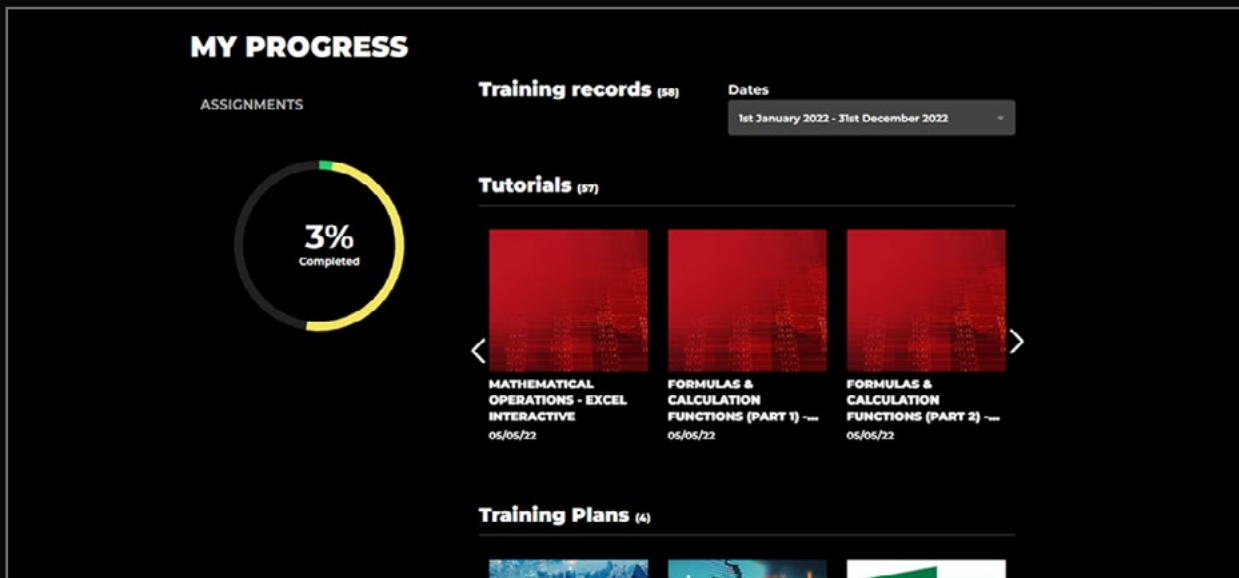 MY PROGRESS
ASSIGNMENTS
3%
Completed
Training records (58)
Dates
1st January 2022 - 31st December 2022
Tutorials (57)
MATHEMATICAL
OPERATIONS - EXCEL
INTERACTIVE
05/05/22
FORMULAS &
CALCULATION
FUNCTIONS (PART 1) -...
05/05/22
FORMULAS &
CALCULATION
FUNCTIONS (PART 2) -...
05/05/22
Training Plans (4)